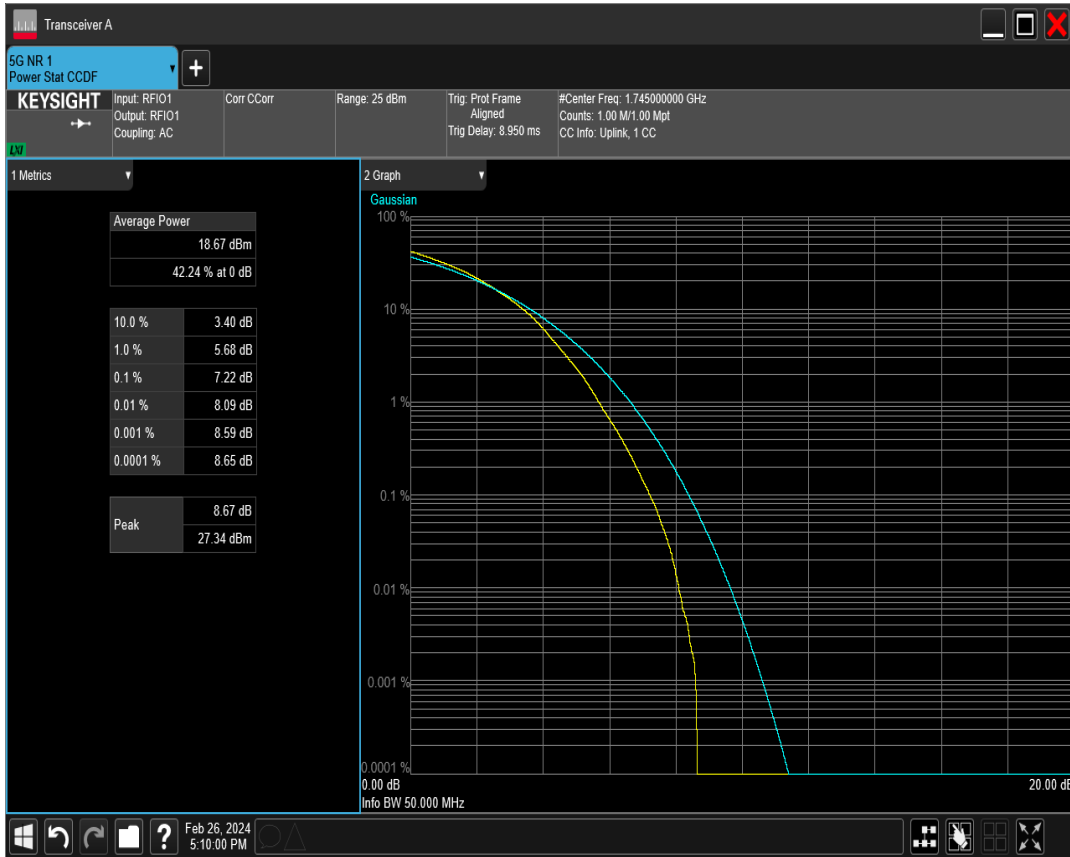 Transceiver A
5G NR 1
Power Stat CCDF
+
KEYSIGHT
LXI
Input: RFIO1
Output: RFIO1
Coupling: AC
Corr CCorr
Range: 25 dBm
Trig: Prot Frame
Aligned
Trig Delay: 8.950 ms
#Center Freq: 1.745000000 GHz
Counts: 1.00 M/1.00 Mpt
CC Info: Uplink, 1 CC
1 Metrics
Average Power
18.67 dBm
42.24 % at 0 dB
10.0 % 3.40 dB
1.0 % 5.68 dB
0.1 % 7.22 dB
0.01 % 8.09 dB
0.001 % 8.59 dB
0.0001 % 8.65 dB
Peak
8.67 dB
27.34 dBm
2 Graph
Gaussian
100 %
10 %
1 %
0.1 %
0.01 %
0.001 %
0.0001 %
0.00 dB 20.00 dB
Info BW 50.000 MHz
?
Feb 26, 2024
5:10:00 PM